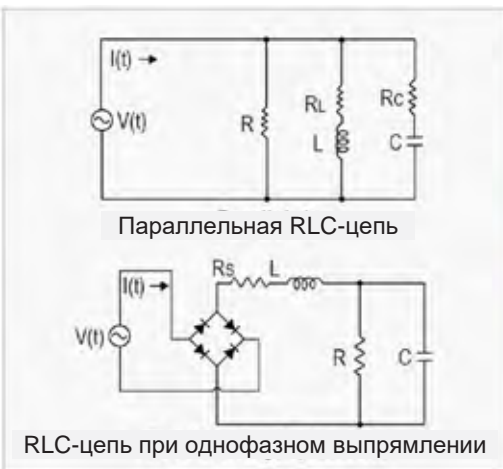 I(t)
V(t)
R
RL
L
Rc
C
Параллельная RLC-цепь
Rs
L
I(t)
V(t)
R
C
RLC-цепь при однофазном выпрямлении